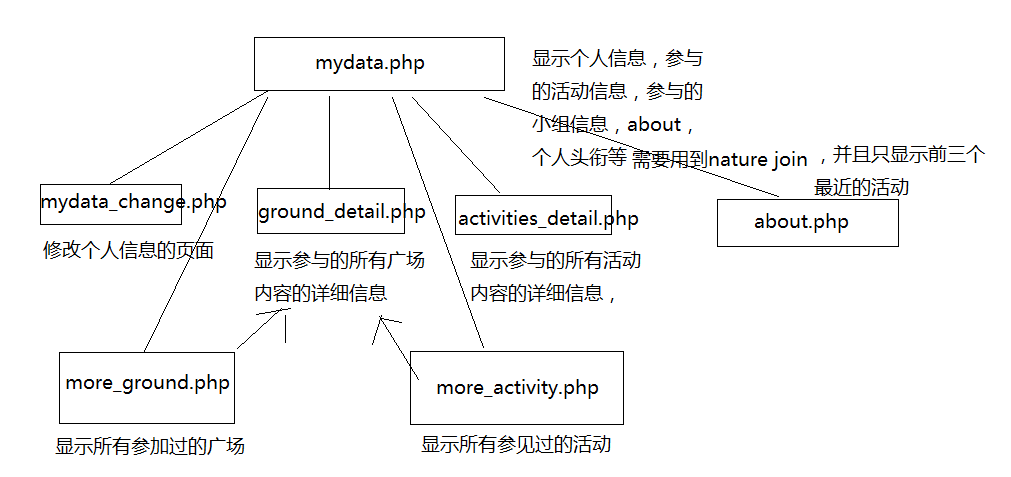 mydata.php
显示个人信息，参与
的活动信息，参与的
小组信息，about，
个人头衔等 需要用到nature join
，并且只显示前三个
最近的活动
mydata_change.php
修改个人信息的页面
ground_detail.php
显示参与的所有广场
内容的详细信息
activities_detail.php
显示参与的所有活动
内容的详细信息，
about.php
more_ground.php
显示所有参加过的广场
more_activity.php
显示所有参见过的活动